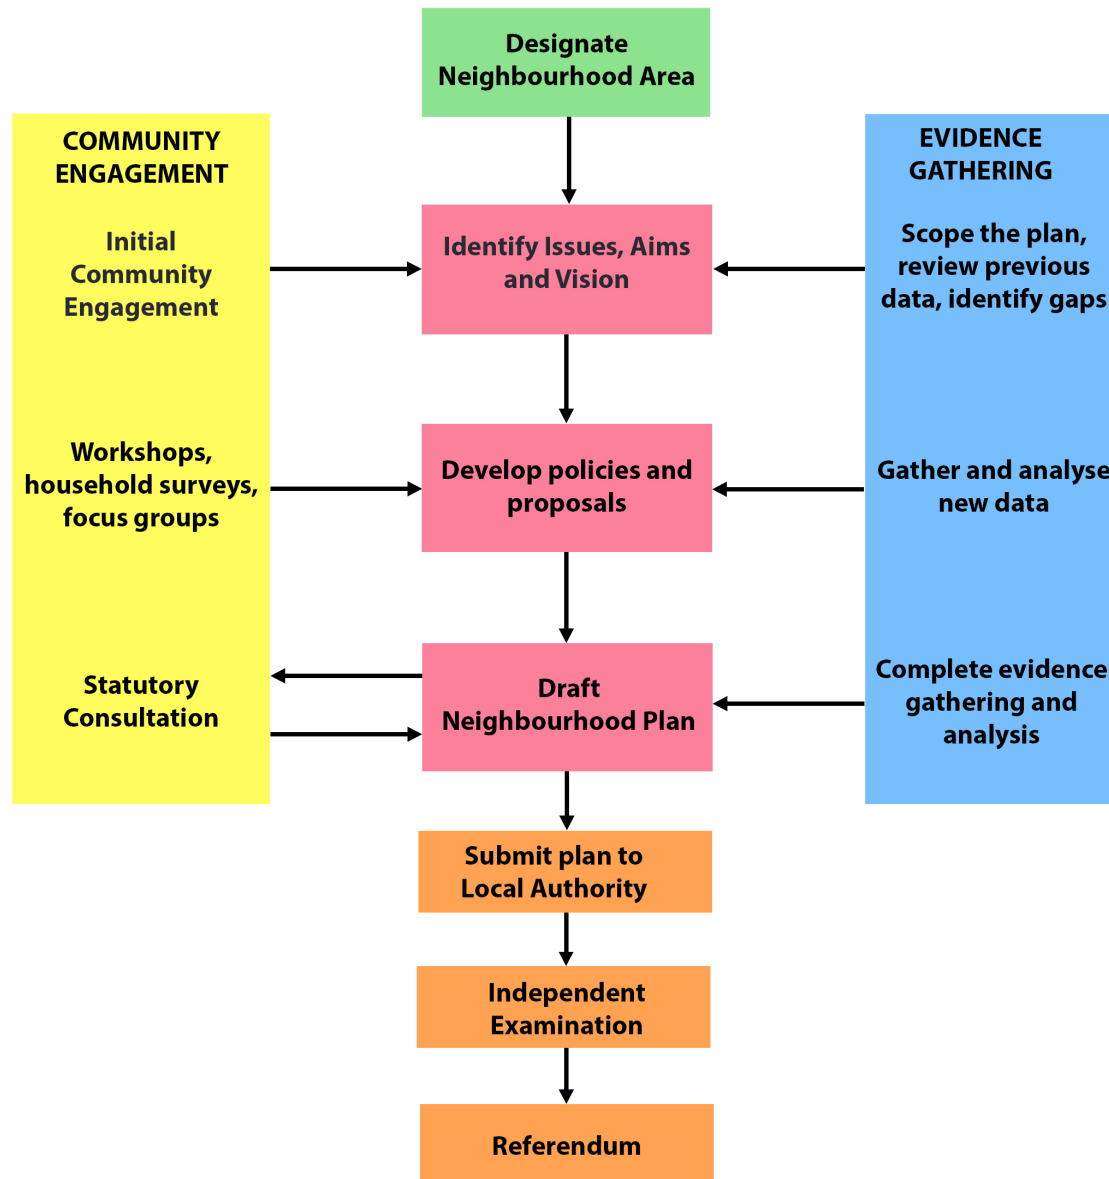 Designate
Neighbourhood Area
COMMUNITY
ENGAGEMENT
Initial
Community
Engagement
Workshops,
household surveys,
focus groups
Statutory
Consultation
Identify Issues, Aims
and Vision
Develop policies and
proposals
Draft
Neighbourhood Plan
EVIDENCE
GATHERING
Scope the plan,
review previous
data, identify gaps
Gather and analyse
new data
Complete evidence
gathering and
analysis
Submit plan to
Local Authority
Independent
Examination
Referendum